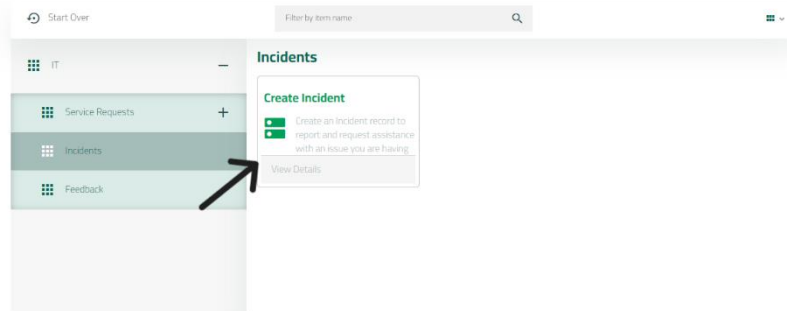 Start Over
Filter by item name
IT
Service Requests
Incidents
Feedback
Incidents
Create Incident
Create an Incident record to
report and request assistance
with an issue you are having
View Details